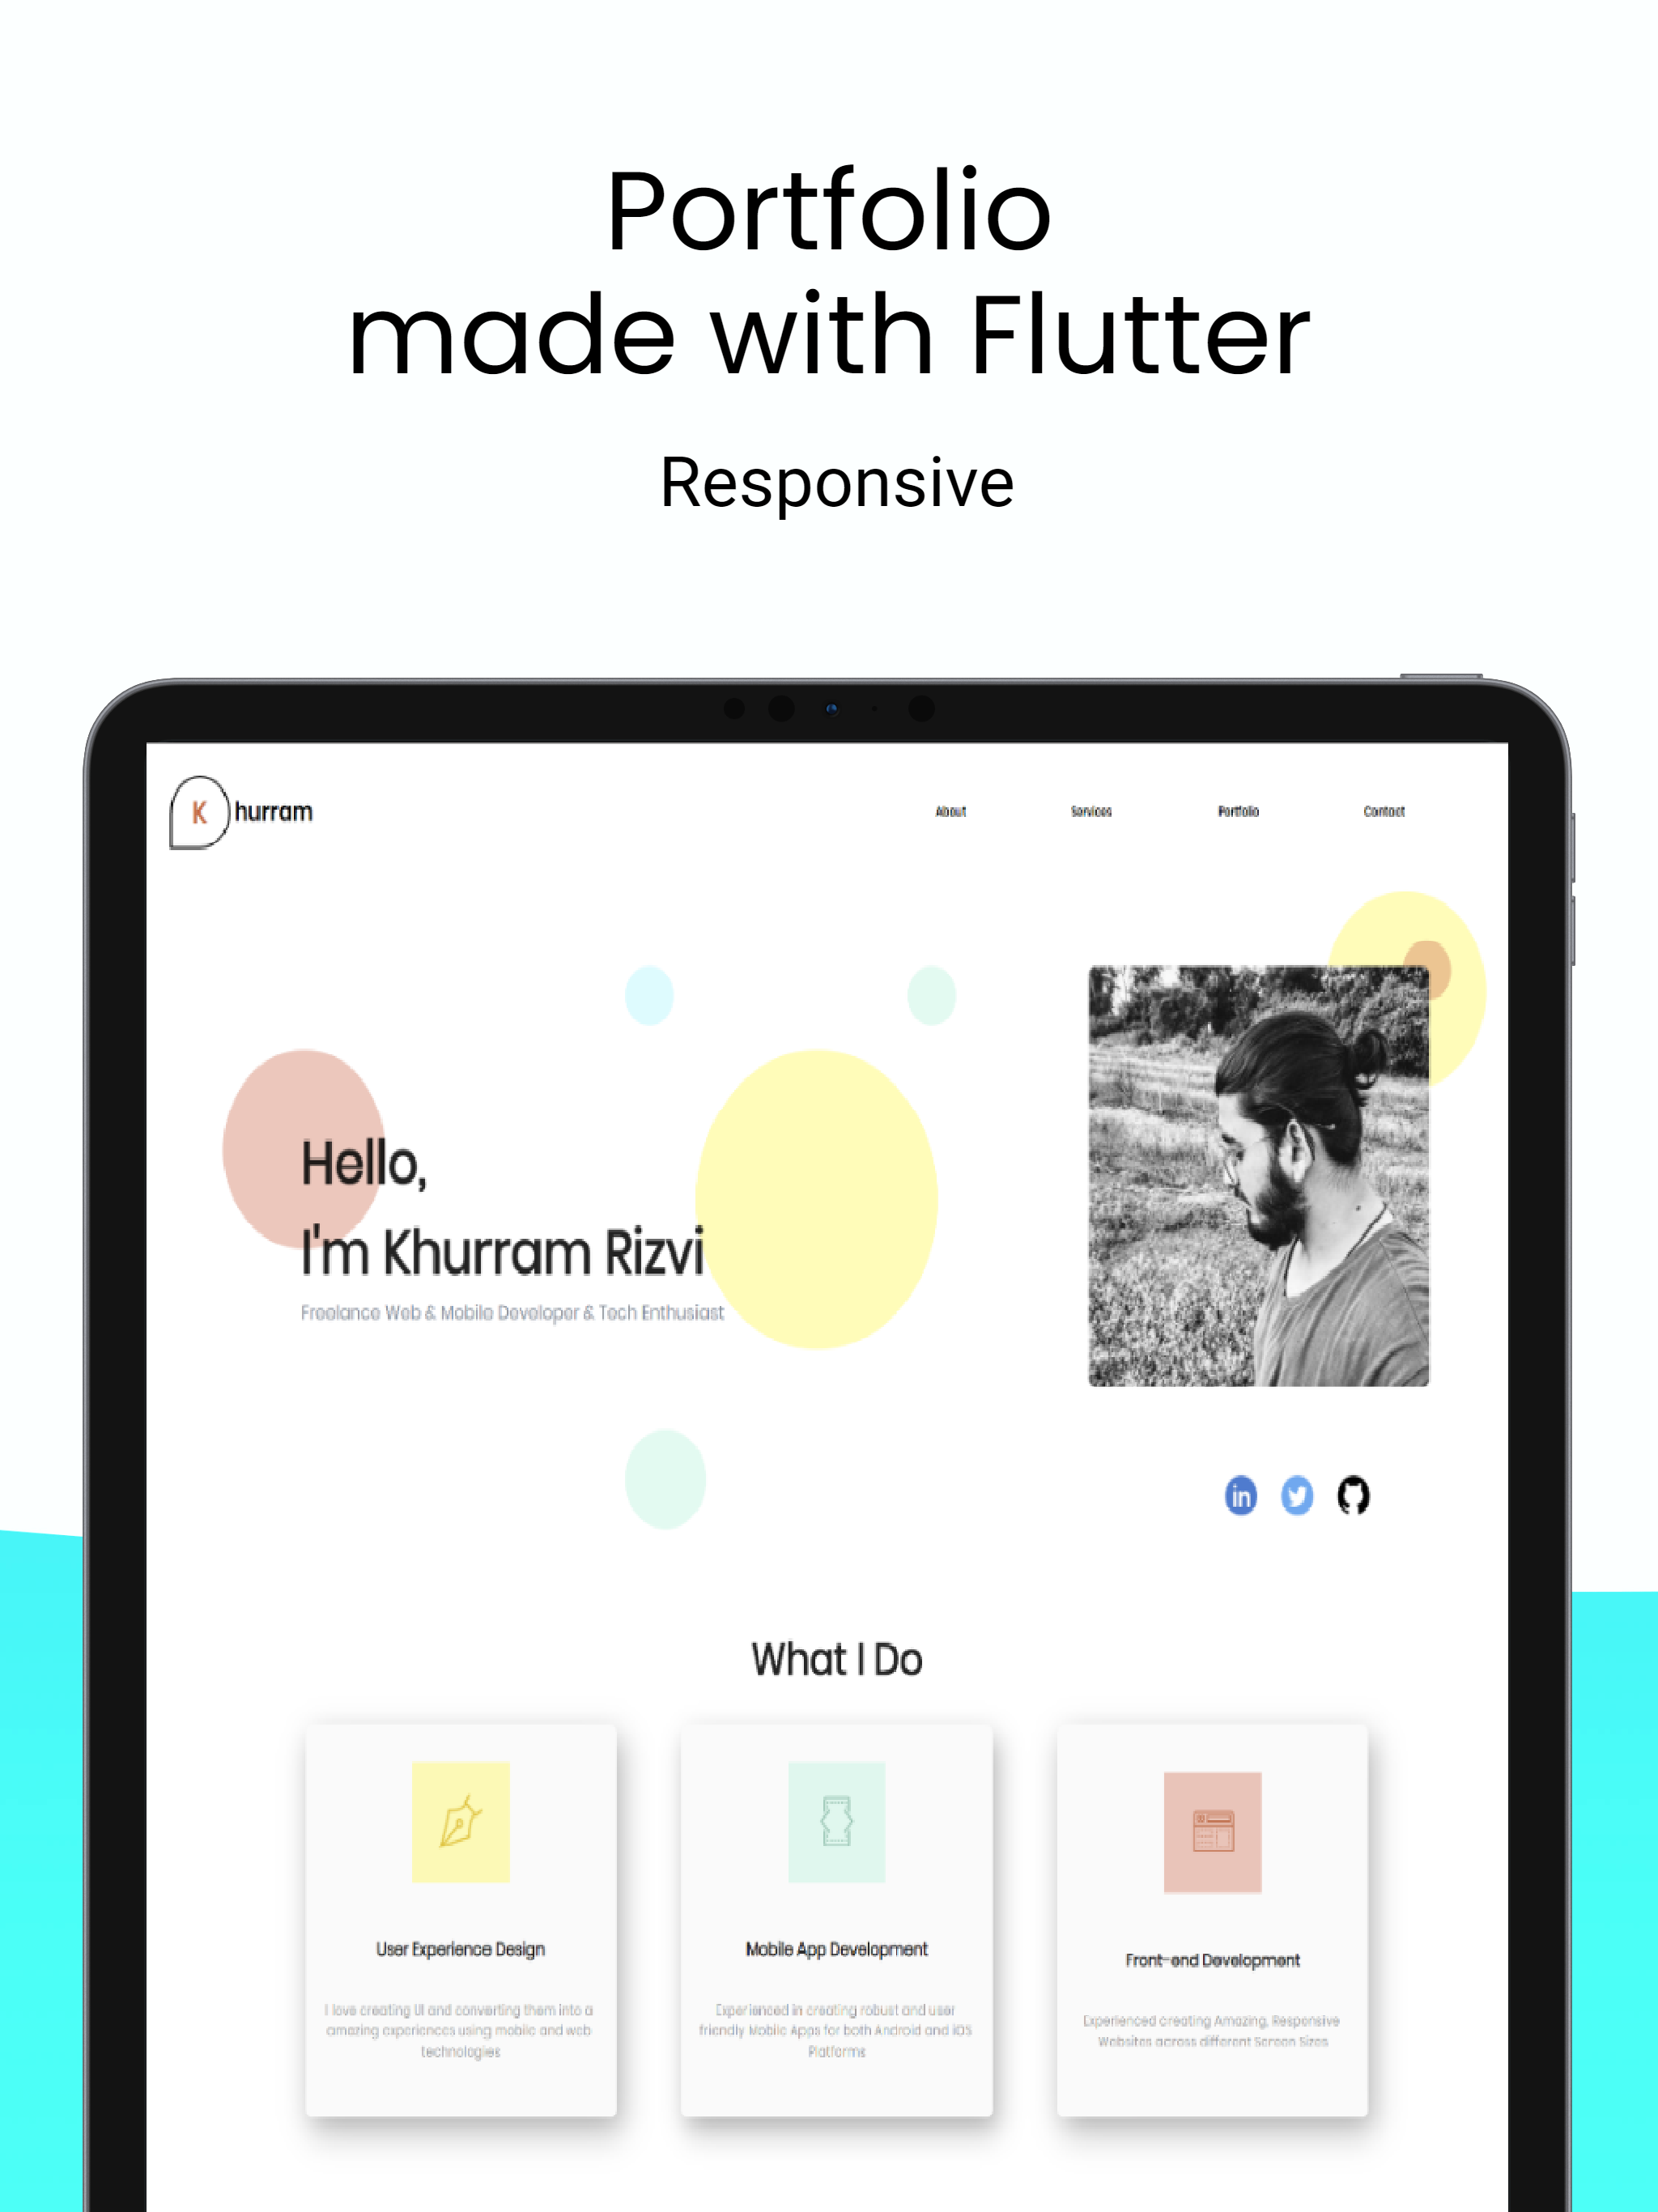 Portfolio
made with Flutter
Responsive
K hurram
About Services Portfolio Contact
Hello,
I'm Khurram Rizvi
Freelance Web & Mobile Developer & Tech Enthusiast
in
What I Do
User Experience Design
I love creating UI and converting them into a
amazing experiences using mobile and web
technologies
Mobile App Development
Experienced in creating robust and user
friendly Mobile Apps for both Android and iOS
Platforms
Front-end Development
Experienced creating Amazing, Responsive
Websites across different Screen Sizes